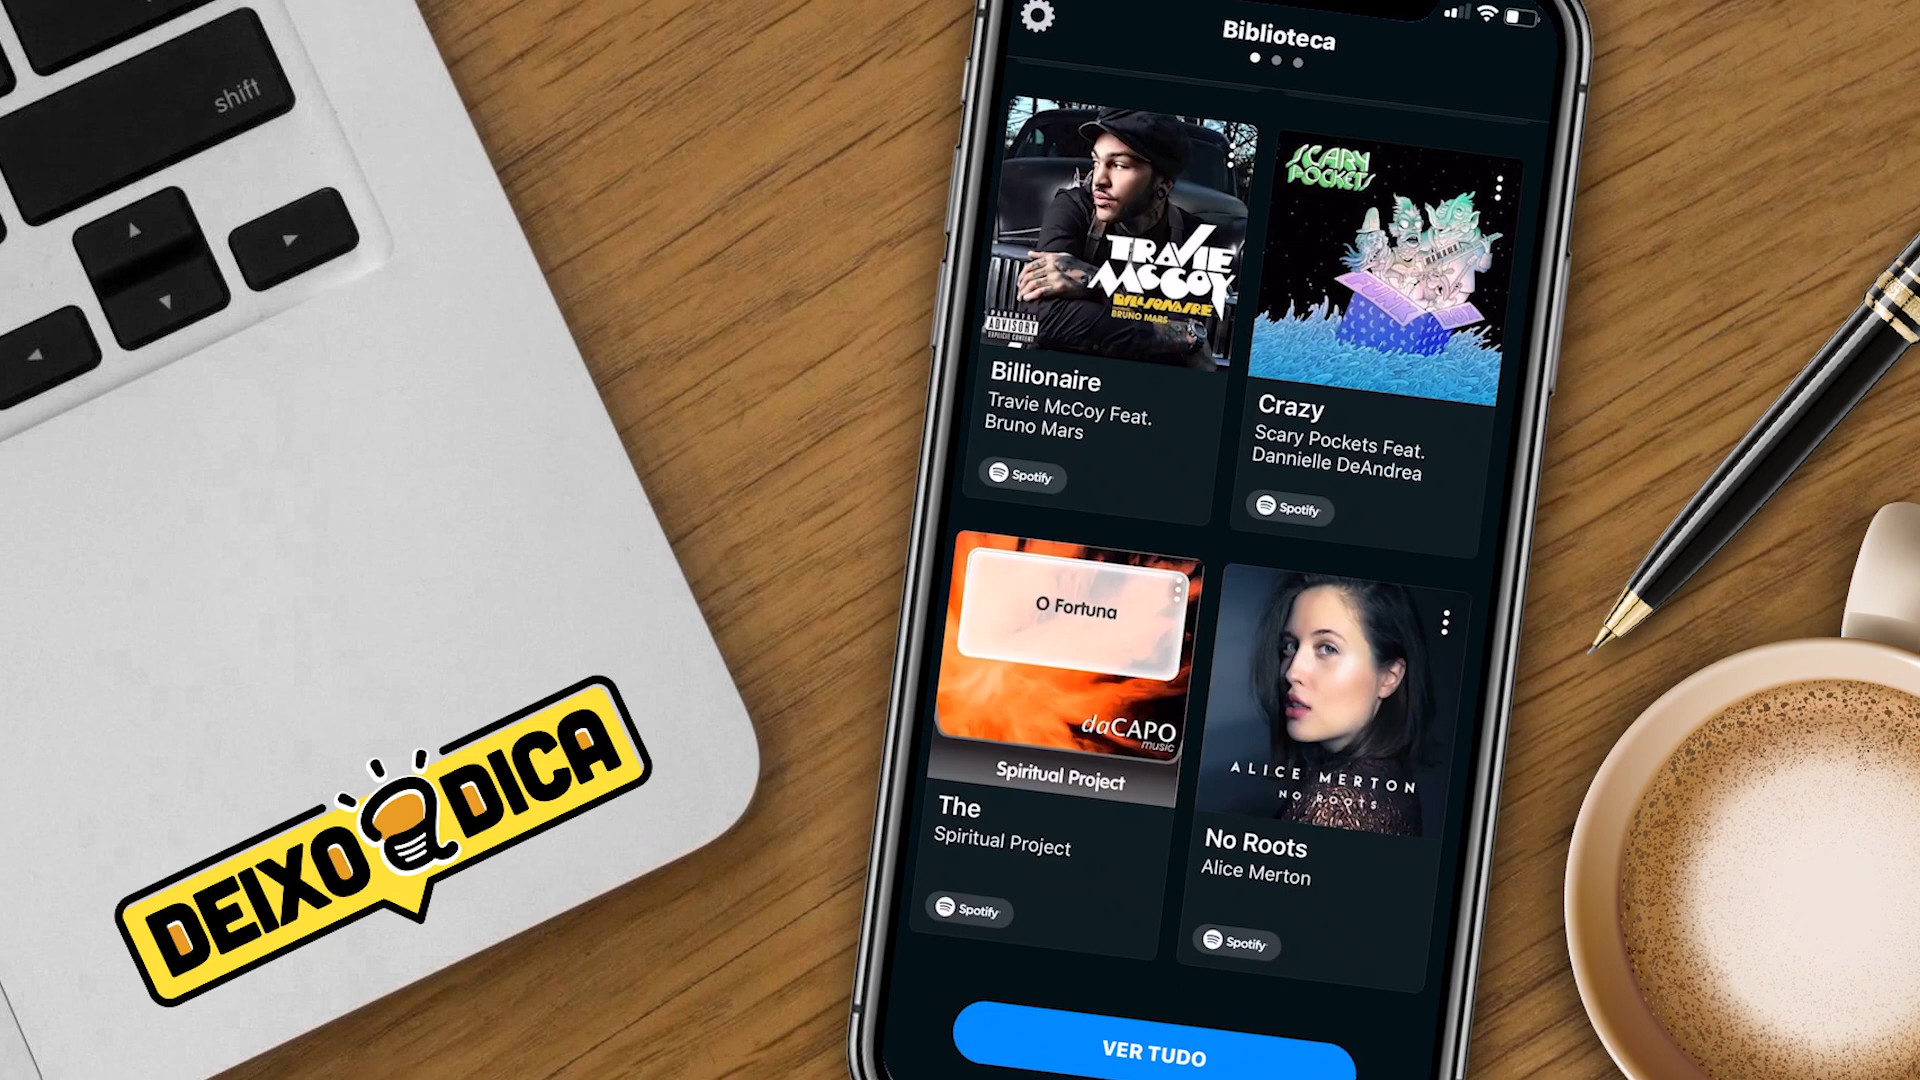 shift
DEIXO A DICA
Biblioteca
TRAVIE
McCOY
BILLIONAIRE
BRUNO MARS
PARENTAL
ADVISORY
EXPLICIT CONTENT
Billionaire
Travie McCoy Feat.
Bruno Mars
Spotify
SCARY
POCKETS
Crazy
Scary Pockets Feat.
Dannielle DeAndrea
Spotify
O Fortuna
daCAPO
music
Spiritual Project
The
Spiritual Project
Spotify
ALICE MERTON
NO ROOTS
No Roots
Alice Merton
Spotify
VER TUDO